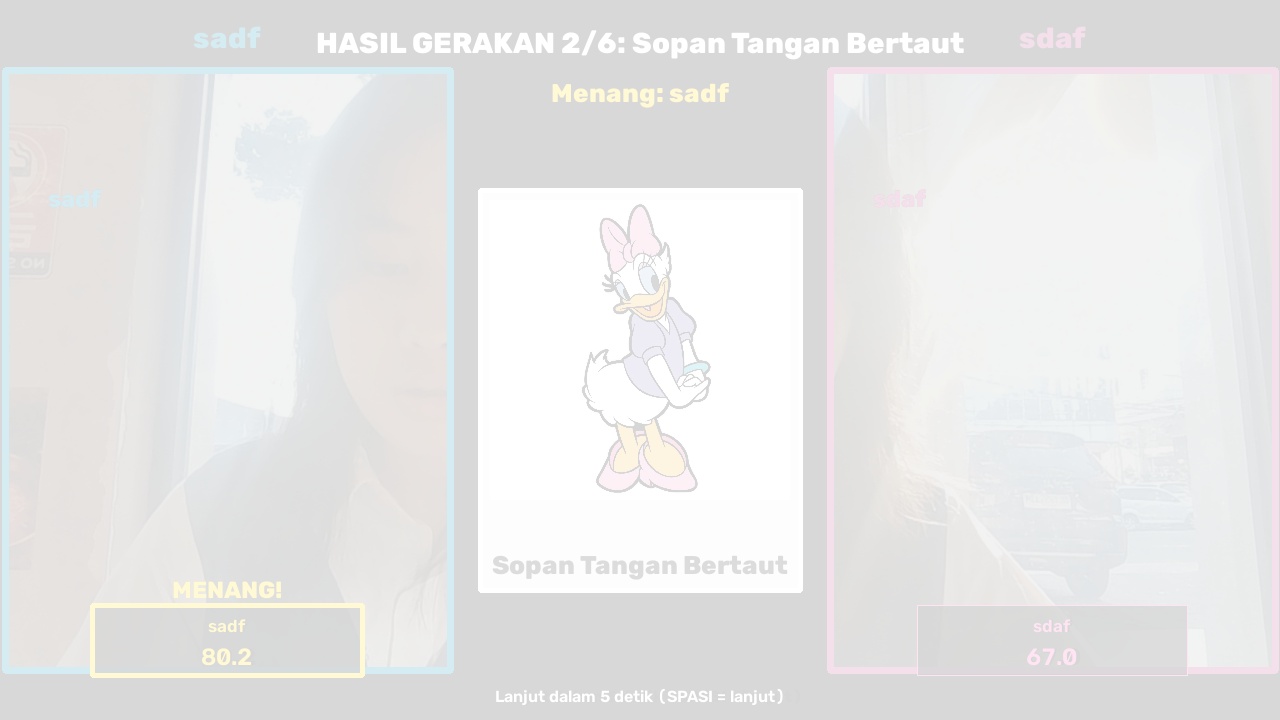 sadf
HASIL GERAKAN 2/6: Sopan Tangan Bertaut
sdaf
Menang: sadf
sadf
sdaf
Sopan Tangan Bertaut
MENANG!
sadf
80.2
sdaf
67.0
Lanjut dalam 5 detik (SPASI = lanjut)